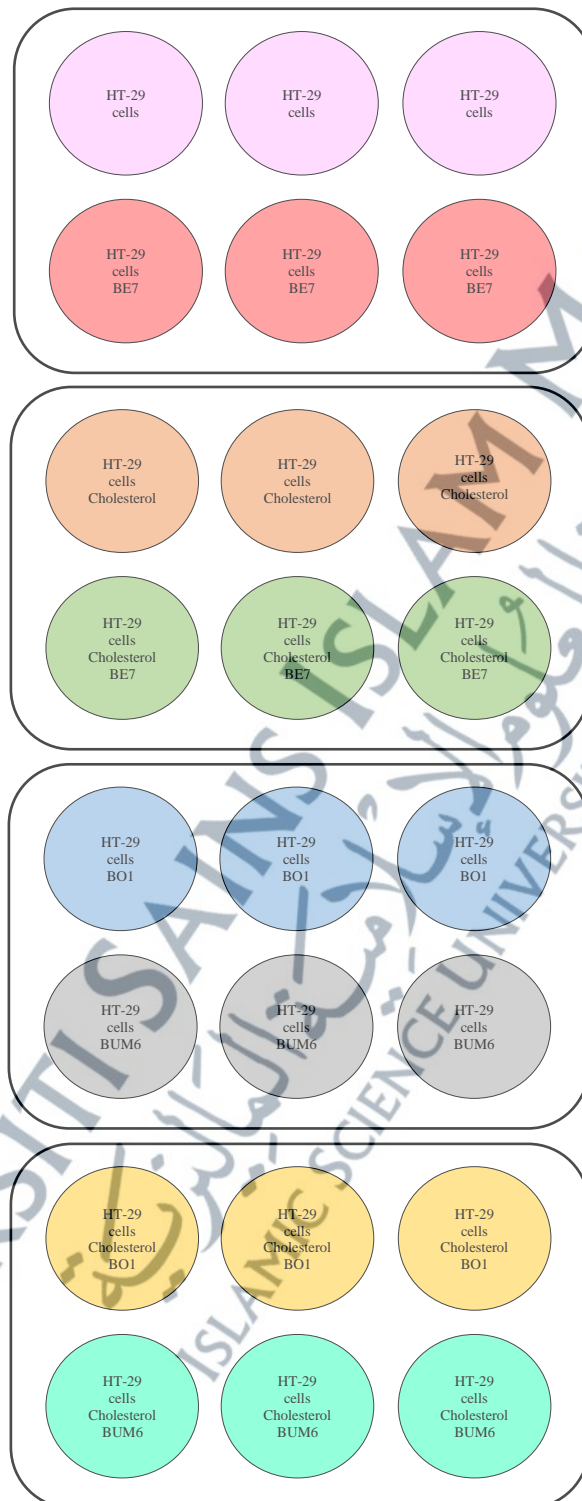 HT-29 HT-29 HT-29
cells cells cells
HT-29 HT-29 HT-29
cells cells cells
BE7 BE7 BE7
HT-29 HT-29 HT-29
cells cells cells
Cholesterol Cholesterol Cholesterol
HT-29 HT-29 HT-29
cells cells cells
Cholesterol Cholesterol Cholesterol
BE7 BE7 BE7
HT-29 HT-29 HT-29
cells cells cells
BO1 BO1 BO1
HT-29 HT-29 HT-29
cells cells cells
BUM6 BUM6 BUM6
HT-29 HT-29 HT-29
cells cells cells
Cholesterol Cholesterol Cholesterol
BO1 BO1 BO1
HT-29 HT-29 HT-29
cells cells cells
Cholesterol Cholesterol Cholesterol
BUM6 BUM6 BUM6
SITI SAINS ISLAM M
ISLAMIC SCIENCE UNIVERSI